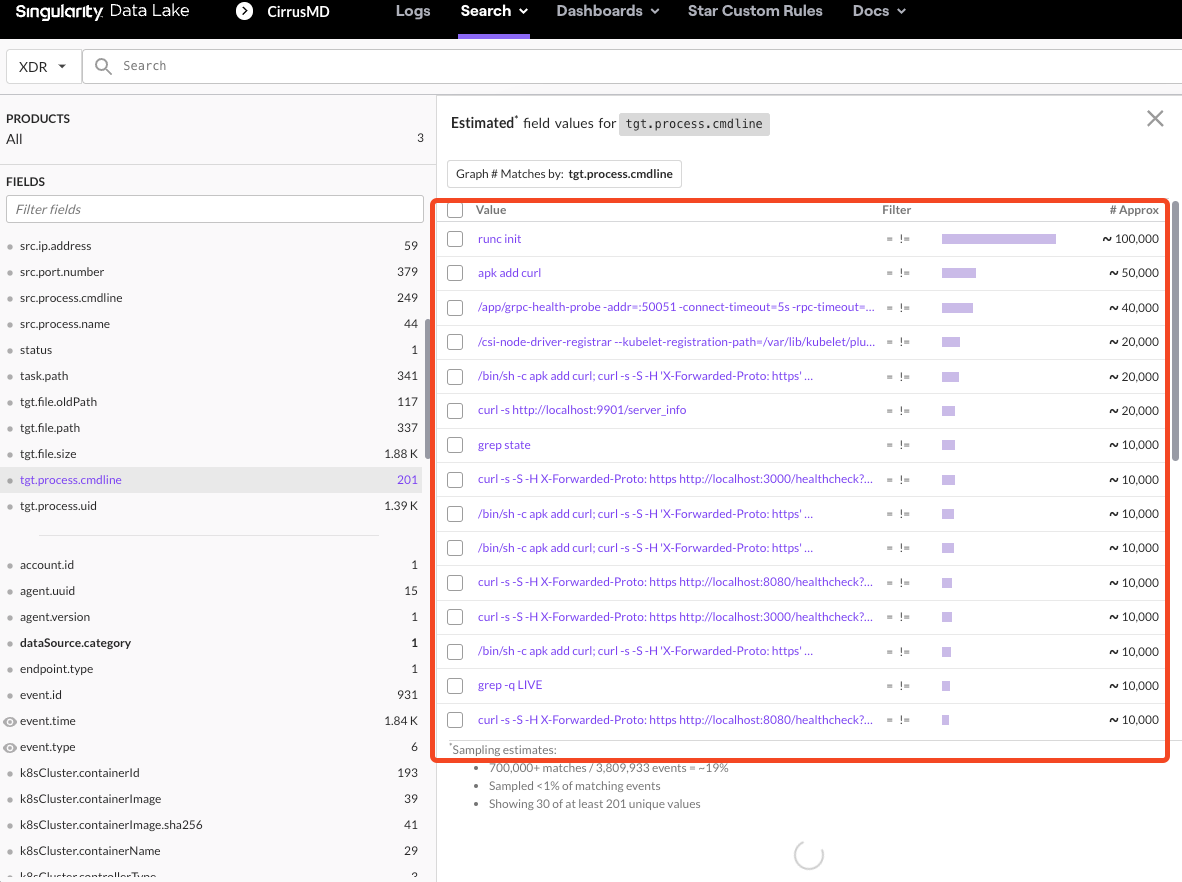 Singularity Data Lake CirrusMD Logs Search Dashboards Star Custom Rules Docs
XDR Search
PRODUCTS
All 3
FIELDS
Filter fields
src.ip.address 59
src.port.number 379
src.process.cmdline 249
src.process.name 44
status 1
task.path 341
tgt.file.oldPath 117
tgt.file.path 337
tgt.file.size 1.88 K
tgt.process.cmdline 201
tgt.process.uid 1.39 K
account.id 1
agent.uuid 15
agent.version 1
dataSource.category 1
endpoint.type 1
event.id 931
event.time 1.84 K
event.type 6
k8sCluster.containerId 193
k8sCluster.containerImage 39
k8sCluster.containerImage.sha256 41
k8sCluster.containerName 29
k8sCluster.controllerType 2
Estimated* field values for tgt.process.cmdline
Graph # Matches by: tgt.process.cmdline
Value Filter # Approx
runc init = != ~ 100,000
apk add curl = != ~ 50,000
/app/grpc-health-probe -addr=:50051 -connect-timeout=5s -rpc-timeout=... = != ~ 40,000
/csi-node-driver-registrar --kubelet-registration-path=/var/lib/kubelet/plu... = != ~ 20,000
/bin/sh -c apk add curl; curl -s -S -H 'X-Forwarded-Proto: https' ... = != ~ 20,000
curl -s http://localhost:9901/server_info = != ~ 20,000
grep state = != ~ 10,000
curl -s -S -H X-Forwarded-Proto: https http://localhost:3000/healthcheck?... = != ~ 10,000
/bin/sh -c apk add curl; curl -s -S -H 'X-Forwarded-Proto: https' ... = != ~ 10,000
/bin/sh -c apk add curl; curl -s -S -H 'X-Forwarded-Proto: https' ... = != ~ 10,000
curl -s -S -H X-Forwarded-Proto: https http://localhost:8080/healthcheck?... = != ~ 10,000
curl -s -S -H X-Forwarded-Proto: https http://localhost:3000/healthcheck?... = != ~ 10,000
/bin/sh -c apk add curl; curl -s -S -H 'X-Forwarded-Proto: https' ... = != ~ 10,000
grep -q LIVE = != ~ 10,000
curl -s -S -H X-Forwarded-Proto: https http://localhost:8080/healthcheck?... = != ~ 10,000
*Sampling estimates:
700,000+ matches / 3,809,933 events = ~19%
Sampled <1% of matching events
Showing 30 of at least 201 unique values